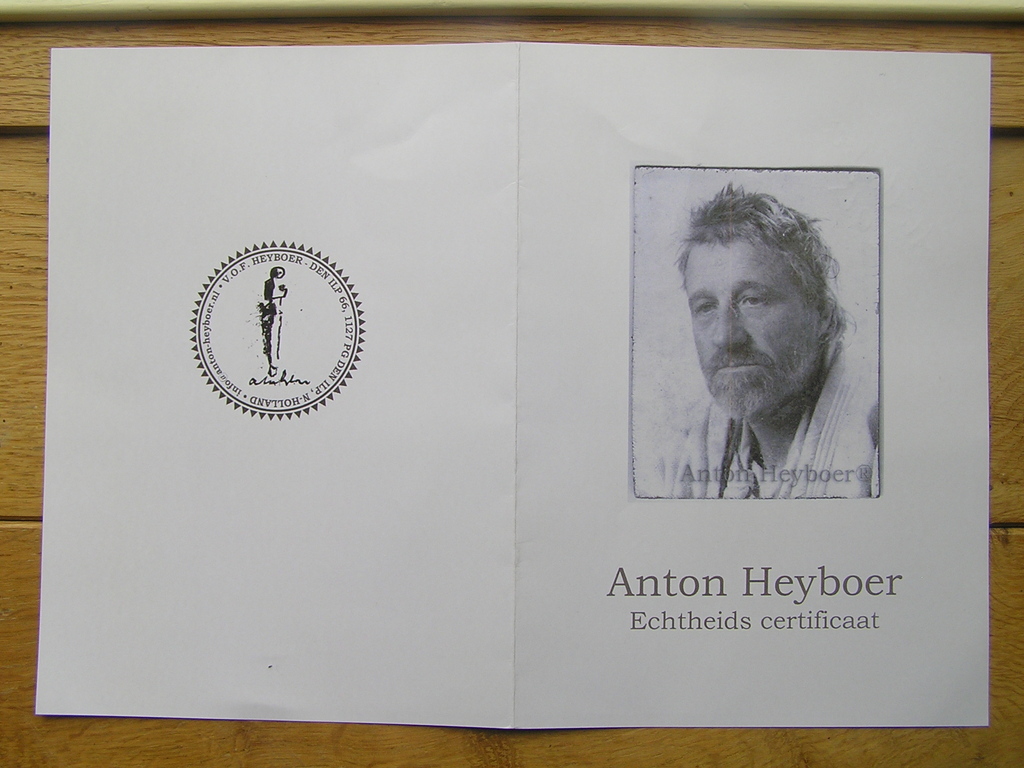 V.O.F. HEYBOER - DEN ILP 66, 1127 PG DEN ILP, N-HOLLAND • info@anton-heyboer.nl •
Anton Heyboer®
Anton Heyboer
Echtheids certificaat